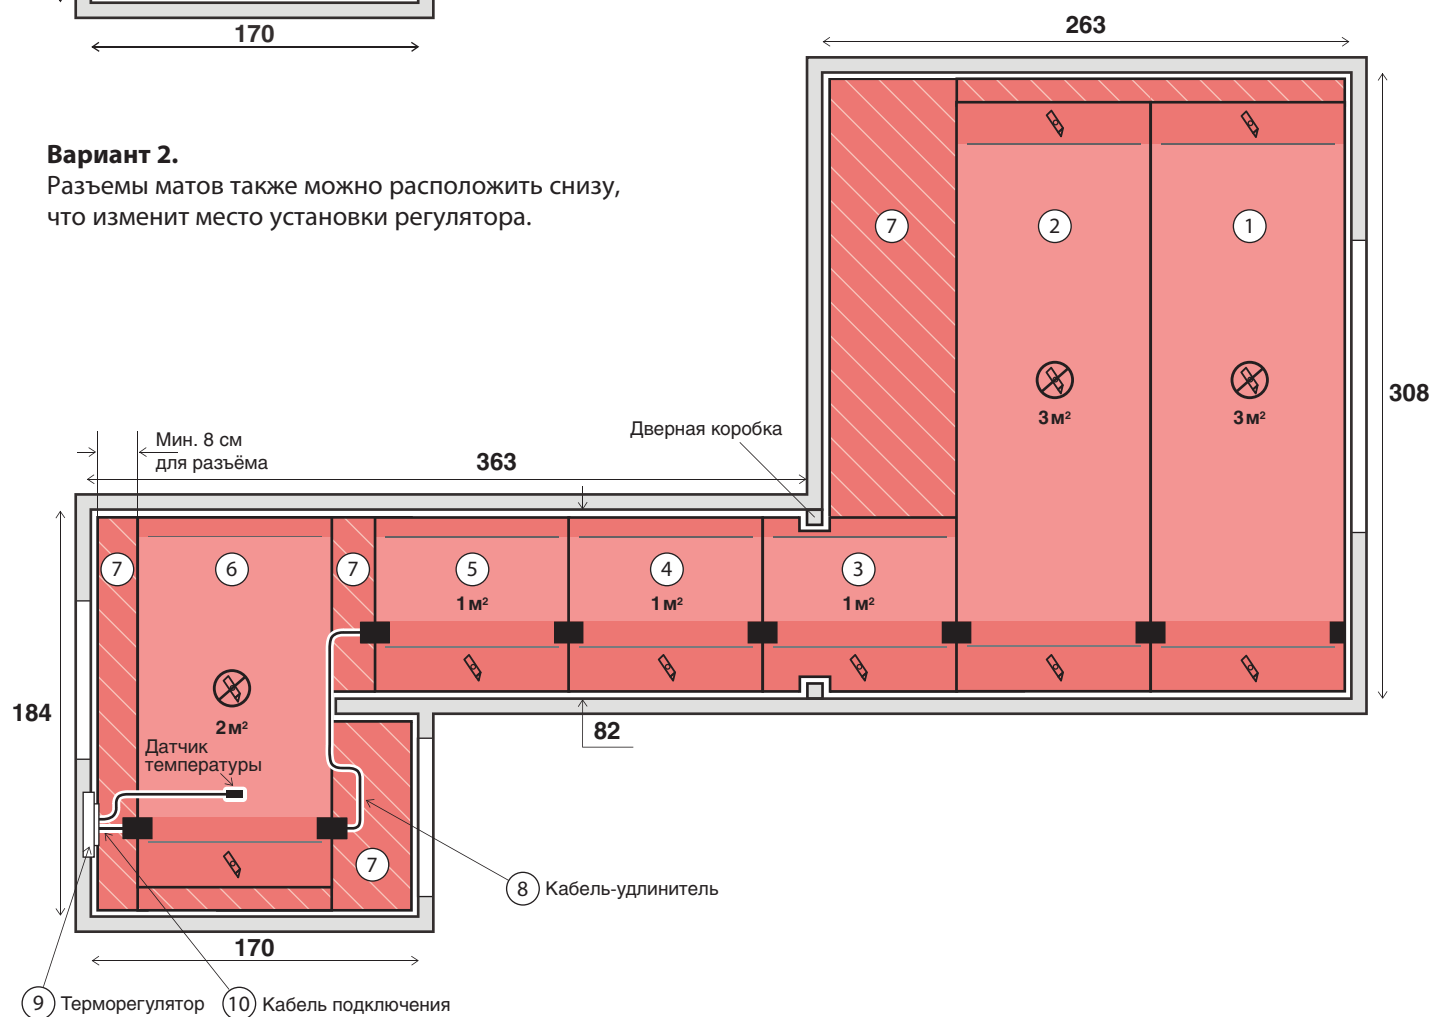 170
263
Вариант 2.
Разъемы матов также можно расположить снизу,
что изменит место установки регулятора.
7
2
1
3 м²
3 м²
308
Мин. 8 см
для разъёма
363
Дверная коробка
7
6
7
5
4
3
1 м²
1 м²
1 м²
184
2 м²
82
Датчик
температуры
7
8 Кабель-удлинитель
170
9 Терморегулятор
10 Кабель подключения